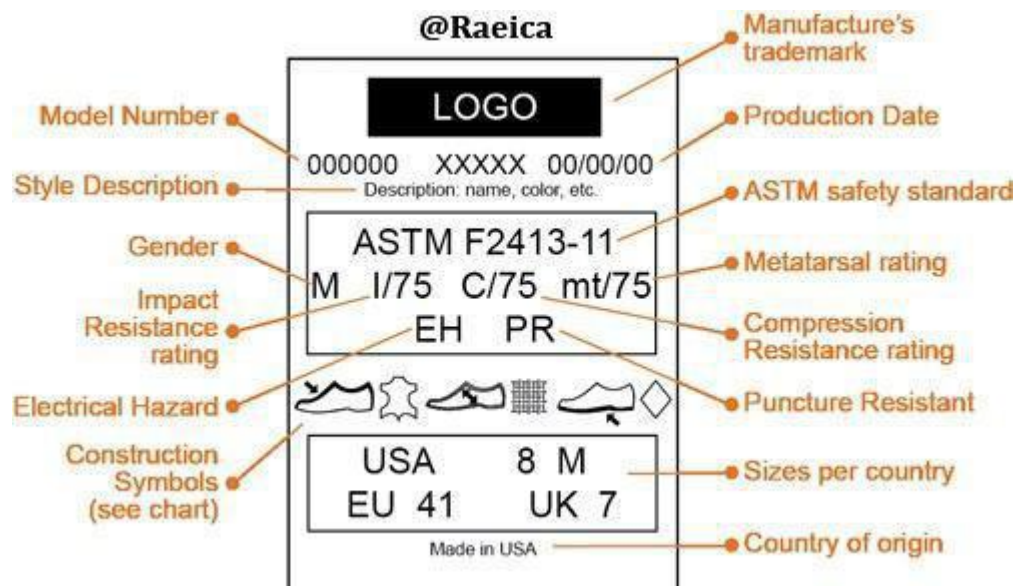 @Raeica
Manufacture's
trademark
LOGO
Model Number
Production Date
000000 XXXXX 00/00/00
Style Description
Description: name, color, etc.
ASTM safety standard
ASTM F2413-11
Gender
Metatarsal rating
M I/75 C/75 mt/75
Impact
Resistance
rating
Compression
Resistance rating
EH PR
Electrical Hazard
Puncture Resistant
Construction
Symbols
(see chart)
USA 8 M
Sizes per country
EU 41 UK 7
Made in USA
Country of origin